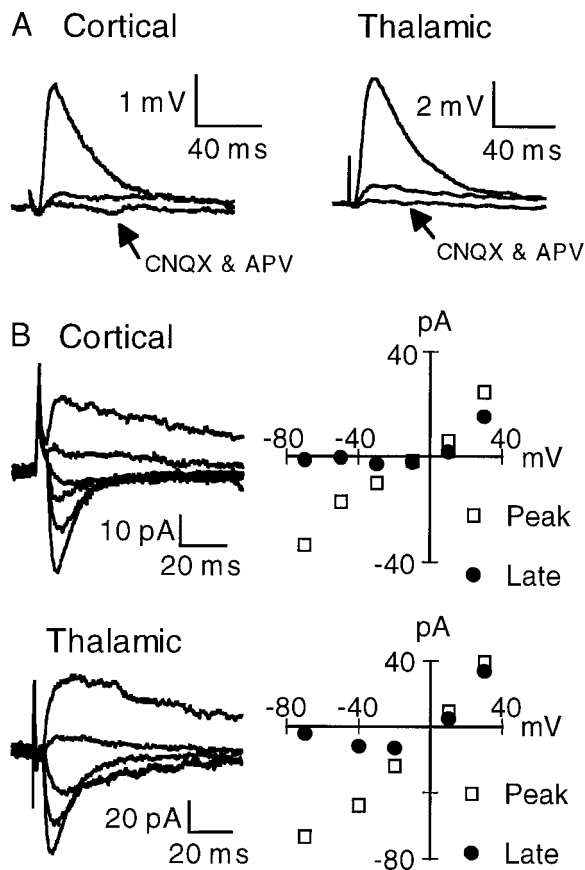 A Cortical Thalamic
1 mV
40 ms
2 mV
40 ms
CNQX & APV
CNQX & APV
B Cortical
10 pA
20 ms
pA
40
-80 -40 40
mV
-40
Peak
Late
Thalamic
20 pA
20 ms
pA
40
-80 -40 40
mV
-80
Peak
Late